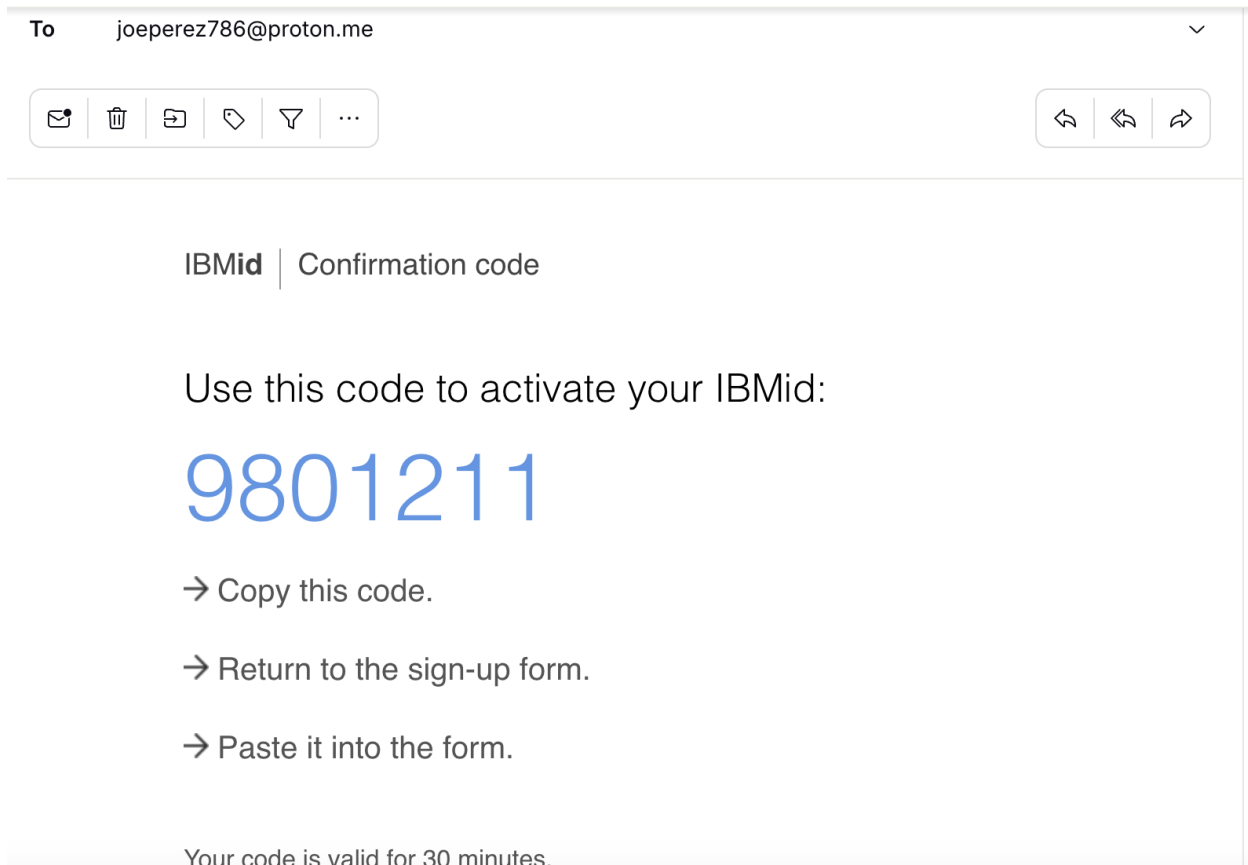 To joeperez786@proton.me
IBMid | Confirmation code
Use this code to activate your IBMid:
9801211
→ Copy this code.
→ Return to the sign-up form.
→ Paste it into the form.
Your code is valid for 30 minutes.